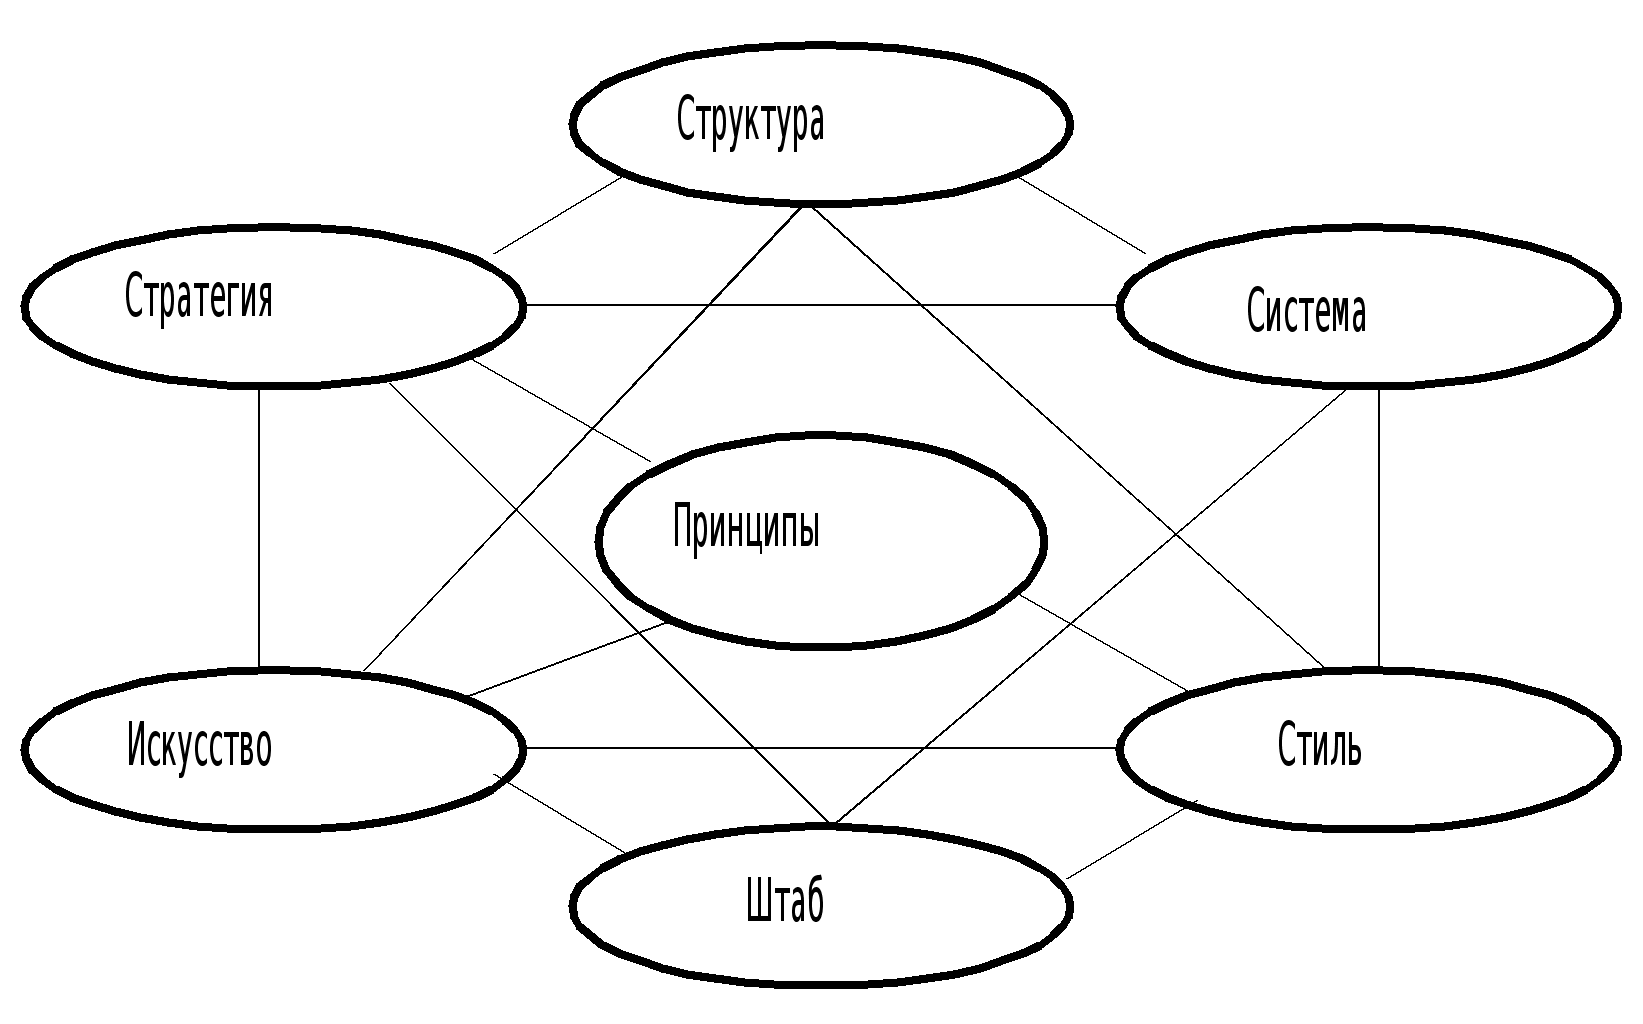 Структура
Стратегия
Система
Принципы
Искусство
Стиль
Штаб